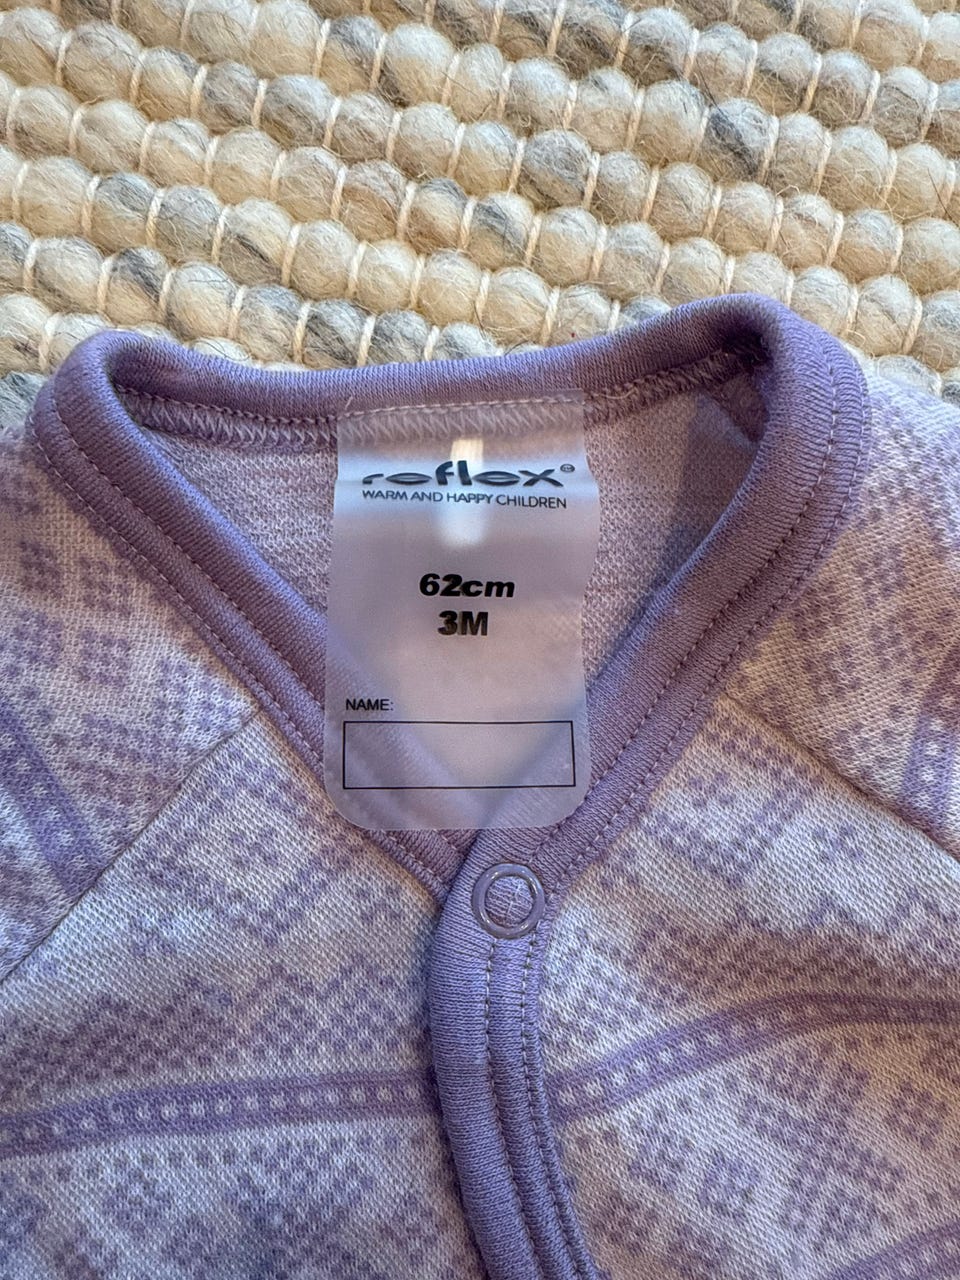 reflex®
WARM AND HAPPY CHILDREN
62cm
3M
NAME: